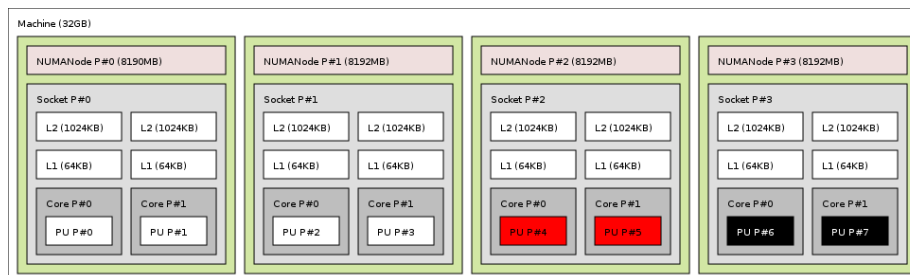 Machine (32GB)
NUMANode P#0 (8190MB)
Socket P#0
L2 (1024KB) L2 (1024KB)
L1 (64KB) L1 (64KB)
Core P#0 Core P#1
PU P#0 PU P#1
NUMANode P#1 (8192MB)
Socket P#1
L2 (1024KB) L2 (1024KB)
L1 (64KB) L1 (64KB)
Core P#0 Core P#1
PU P#2 PU P#3
NUMANode P#2 (8192MB)
Socket P#2
L2 (1024KB) L2 (1024KB)
L1 (64KB) L1 (64KB)
Core P#0 Core P#1
PU P#4 PU P#5
NUMANode P#3 (8192MB)
Socket P#3
L2 (1024KB) L2 (1024KB)
L1 (64KB) L1 (64KB)
Core P#0 Core P#1
PU P#6 PU P#7